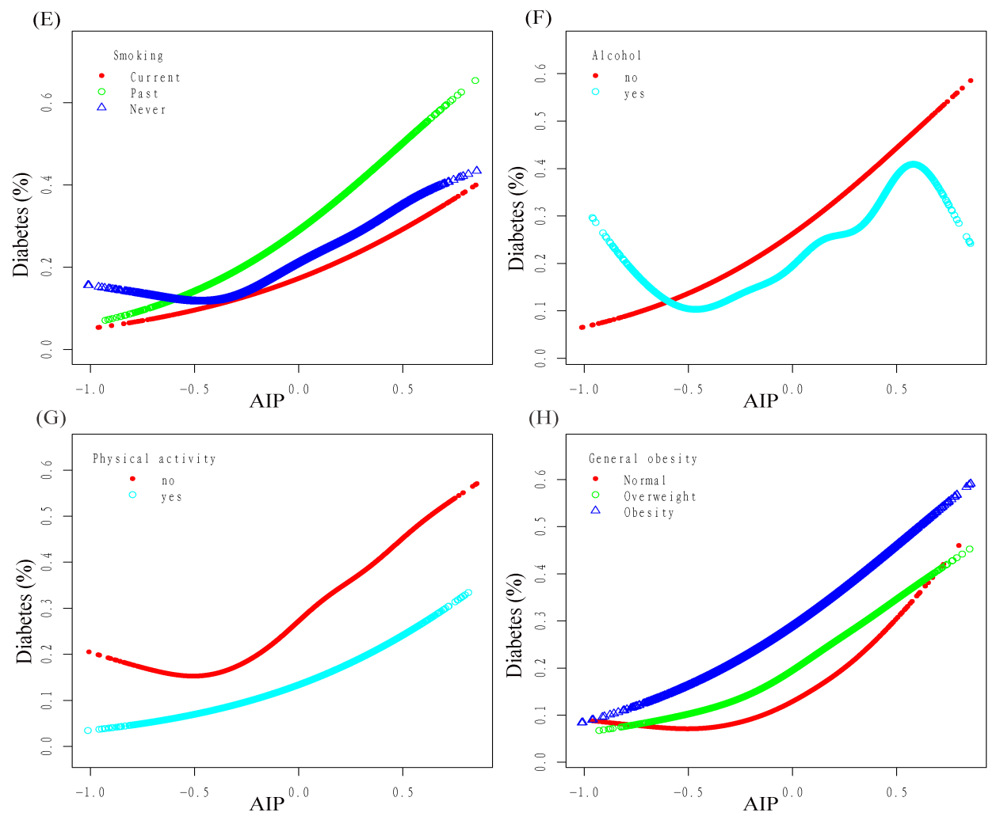 (E)
Smoking
Current
Past
Never
Diabetes (%)
0.0
0.2
0.4
0.6
−1.0
−0.5
0.0
0.5
AIP
(F)
Alcohol
no
yes
Diabetes (%)
0.0
0.1
0.2
0.3
0.4
0.5
0.6
−1.0
−0.5
0.0
0.5
AIP
(G)
Physical activity
no
yes
Diabetes (%)
0.0
0.1
0.2
0.3
0.4
0.5
0.6
−1.0
−0.5
0.0
0.5
AIP
(H)
General obesity
Normal
Overweight
Obesity
Diabetes (%)
0.0
0.1
0.2
0.3
0.4
0.5
0.6
−1.0
−0.5
0.0
0.5
AIP